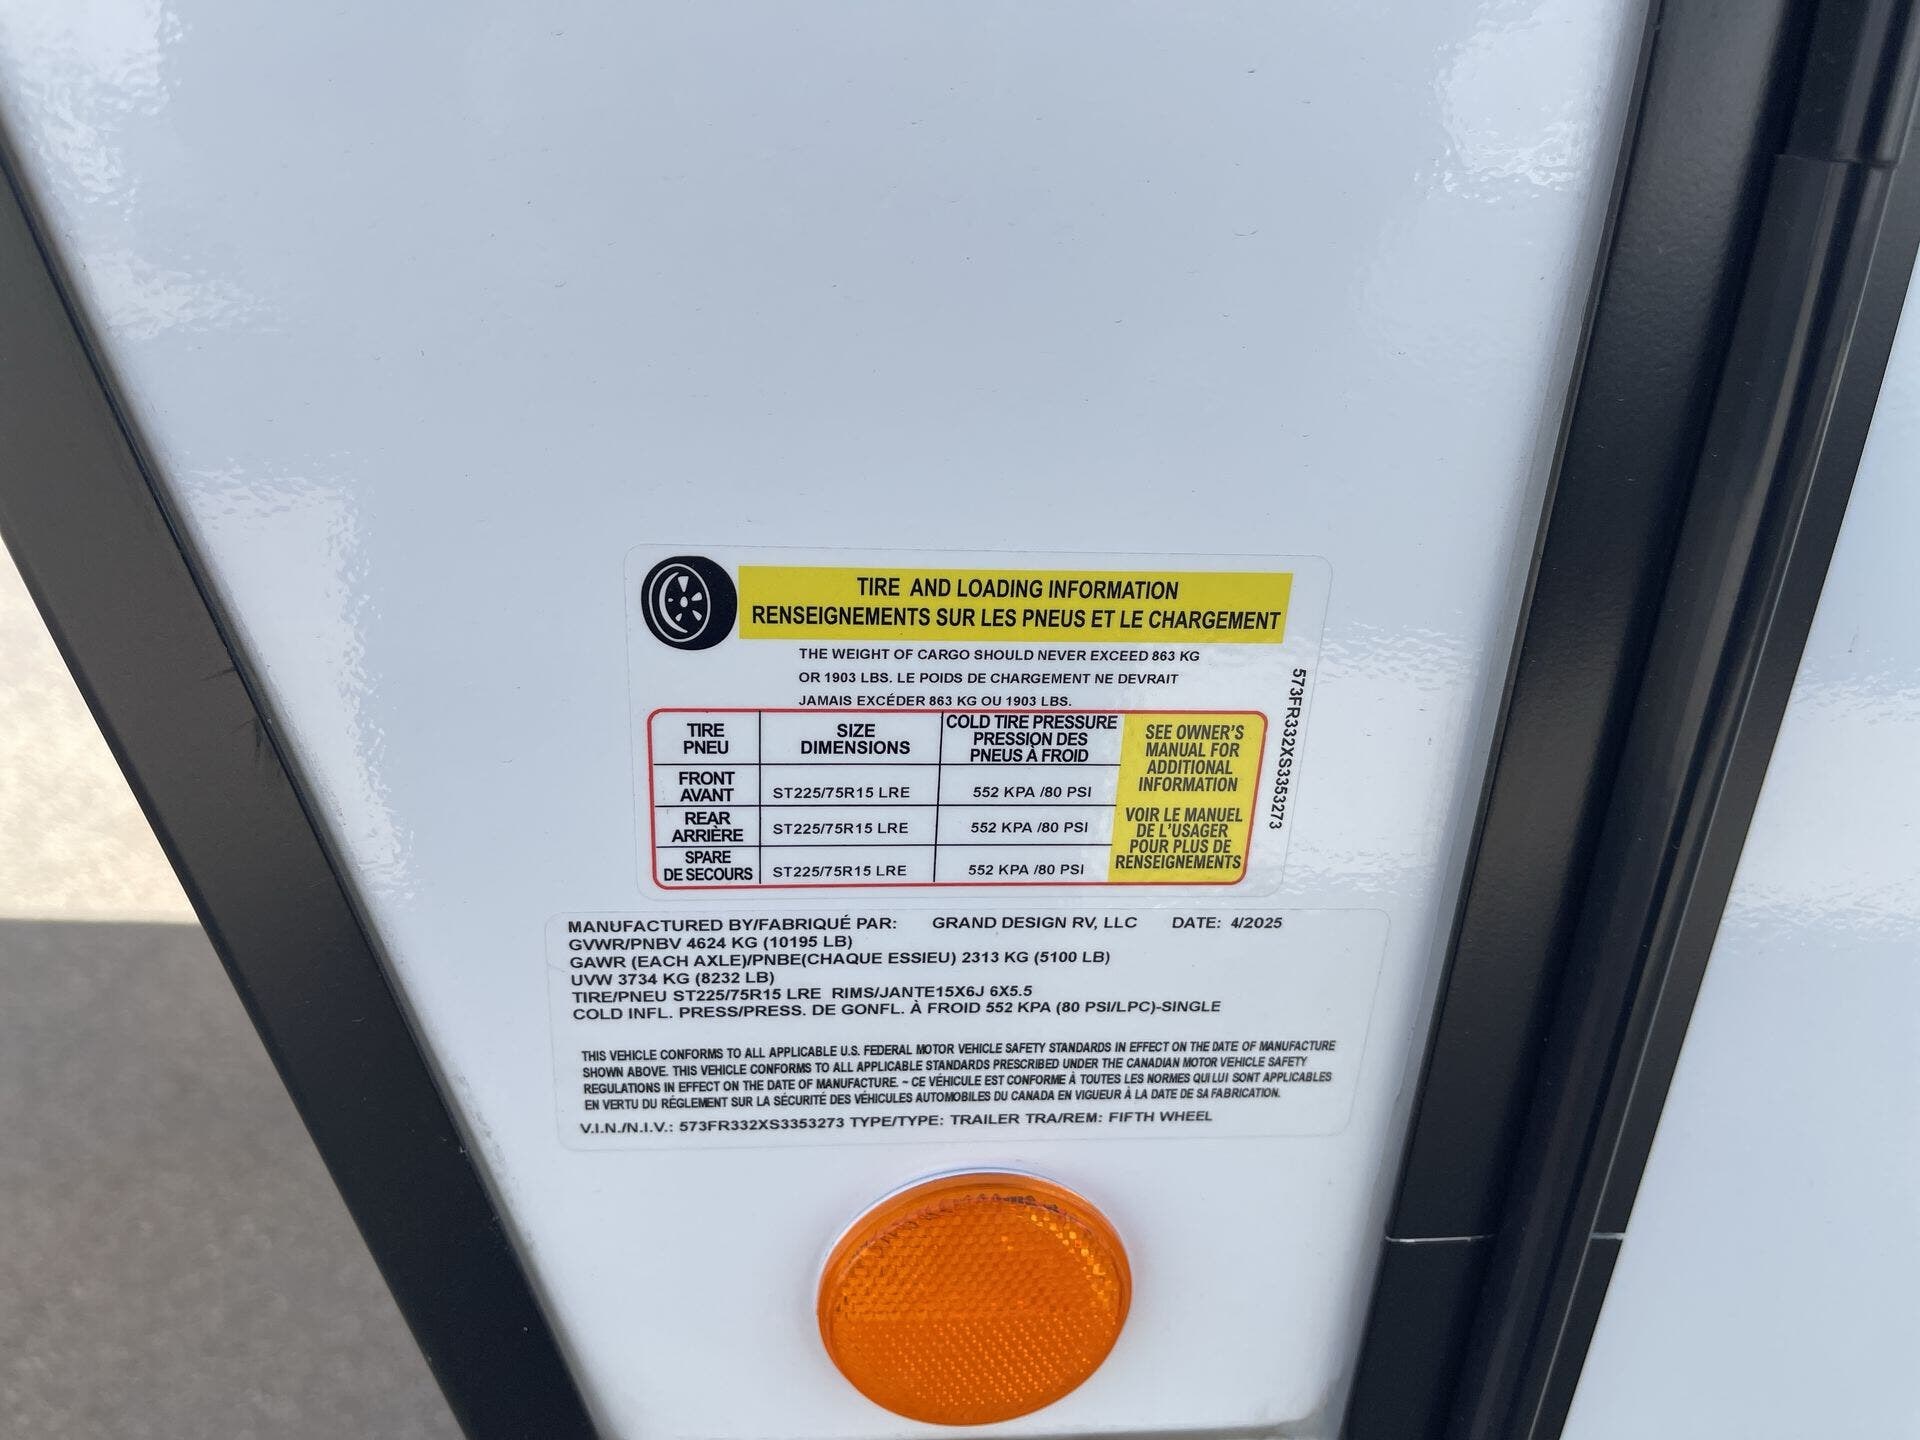 TIRE AND LOADING INFORMATION
RENSEIGNEMENTS SUR LES PNEUS ET LE CHARGEMENT
THE WEIGHT OF CARGO SHOULD NEVER EXCEED 863 KG
OR 1903 LBS. LE POIDS DE CHARGEMENT NE DEVRAIT
JAMAIS EXCÉDER 863 KG OU 1903 LBS.
TIRE
PNEU
SIZE
DIMENSIONS
COLD TIRE PRESSURE
PRESSION DES
PNEUS À FROID
FRONT
AVANT
ST225/75R15 LRE
552 KPA /80 PSI
REAR
ARRIÈRE
ST225/75R15 LRE
552 KPA /80 PSI
SPARE
DE SECOURS
ST225/75R15 LRE
552 KPA /80 PSI
SEE OWNER'S
MANUAL FOR
ADDITIONAL
INFORMATION
VOIR LE MANUEL
DE L'USAGER
POUR PLUS DE
RENSEIGNEMENTS
573FR332XS3353273
MANUFACTURED BY/FABRIQUÉ PAR: GRAND DESIGN RV, LLC DATE: 4/2025
GVWR/PNBV 4624 KG (10195 LB)
GAWR (EACH AXLE)/PNBE(CHAQUE ESSIEU) 2313 KG (5100 LB)
UVW 3734 KG (8232 LB)
TIRE/PNEU ST225/75R15 LRE RIMS/JANTE15X6J 6X5.5
COLD INFL. PRESS/PRESS. DE GONFL. À FROID 552 KPA (80 PSI/LPC)-SINGLE
THIS VEHICLE CONFORMS TO ALL APPLICABLE U.S. FEDERAL MOTOR VEHICLE SAFETY STANDARDS IN EFFECT ON THE DATE OF MANUFACTURE
SHOWN ABOVE. THIS VEHICLE CONFORMS TO ALL APPLICABLE STANDARDS PRESCRIBED UNDER THE CANADIAN MOTOR VEHICLE SAFETY
REGULATIONS IN EFFECT ON THE DATE OF MANUFACTURE. ~ CE VÉHICULE EST CONFORME À TOUTES LES NORMES QUI LUI SONT APPLICABLES
EN VERTU DU RÉGLEMENT SUR LA SÉCURITÉ DES VÉHICULES AUTOMOBILES DU CANADA EN VIGUEUR À LA DATE DE SA FABRICATION.
V.I.N./N.I.V.: 573FR332XS3353273 TYPE/TYPE: TRAILER TRA/REM: FIFTH WHEEL